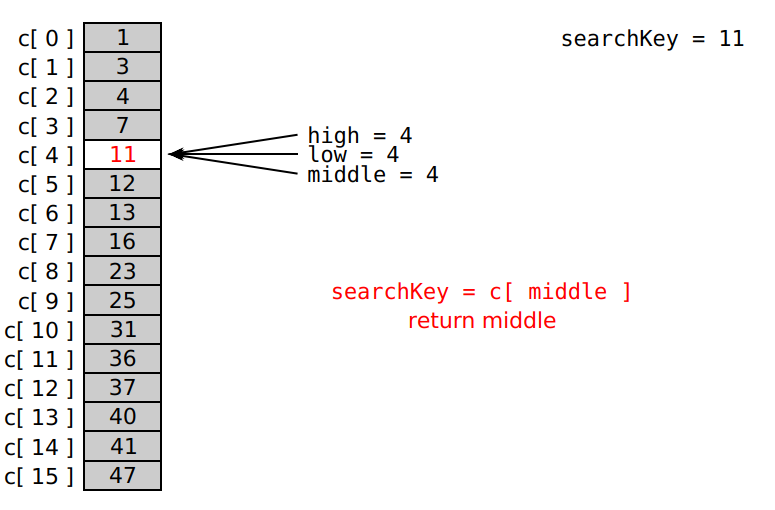 c[ 0 ] 1
searchKey = 11
c[ 1 ] 3
c[ 2 ] 4
c[ 3 ] 7
high = 4
c[ 4 ] 11
low = 4
middle = 4
c[ 5 ] 12
c[ 6 ] 13
c[ 7 ] 16
c[ 8 ] 23
c[ 9 ] 25
searchKey = c[ middle ]
return middle
c[ 10 ] 31
c[ 11 ] 36
c[ 12 ] 37
c[ 13 ] 40
c[ 14 ] 41
c[ 15 ] 47